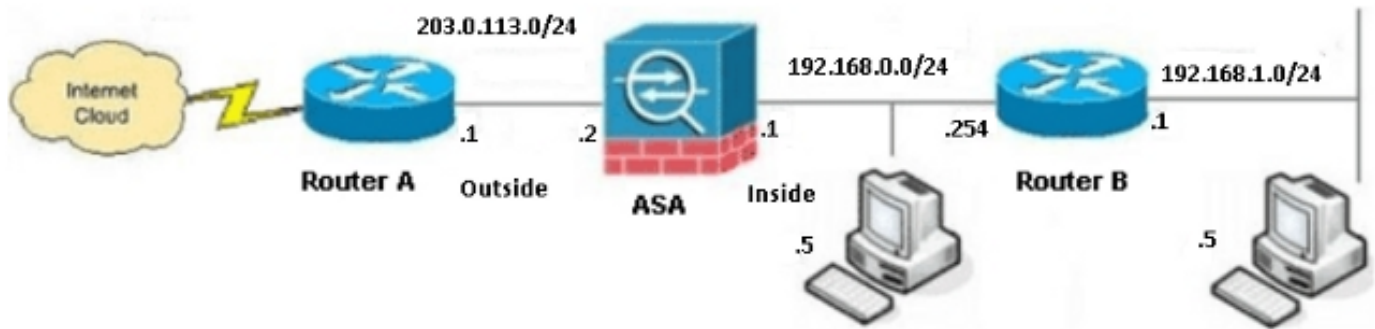 203.0.113.0/24
192.168.0.0/24
192.168.1.0/24
Internet
Cloud
.1
.2
.1
.254
.1
Router A
Outside
ASA
Inside
Router B
.5
.5